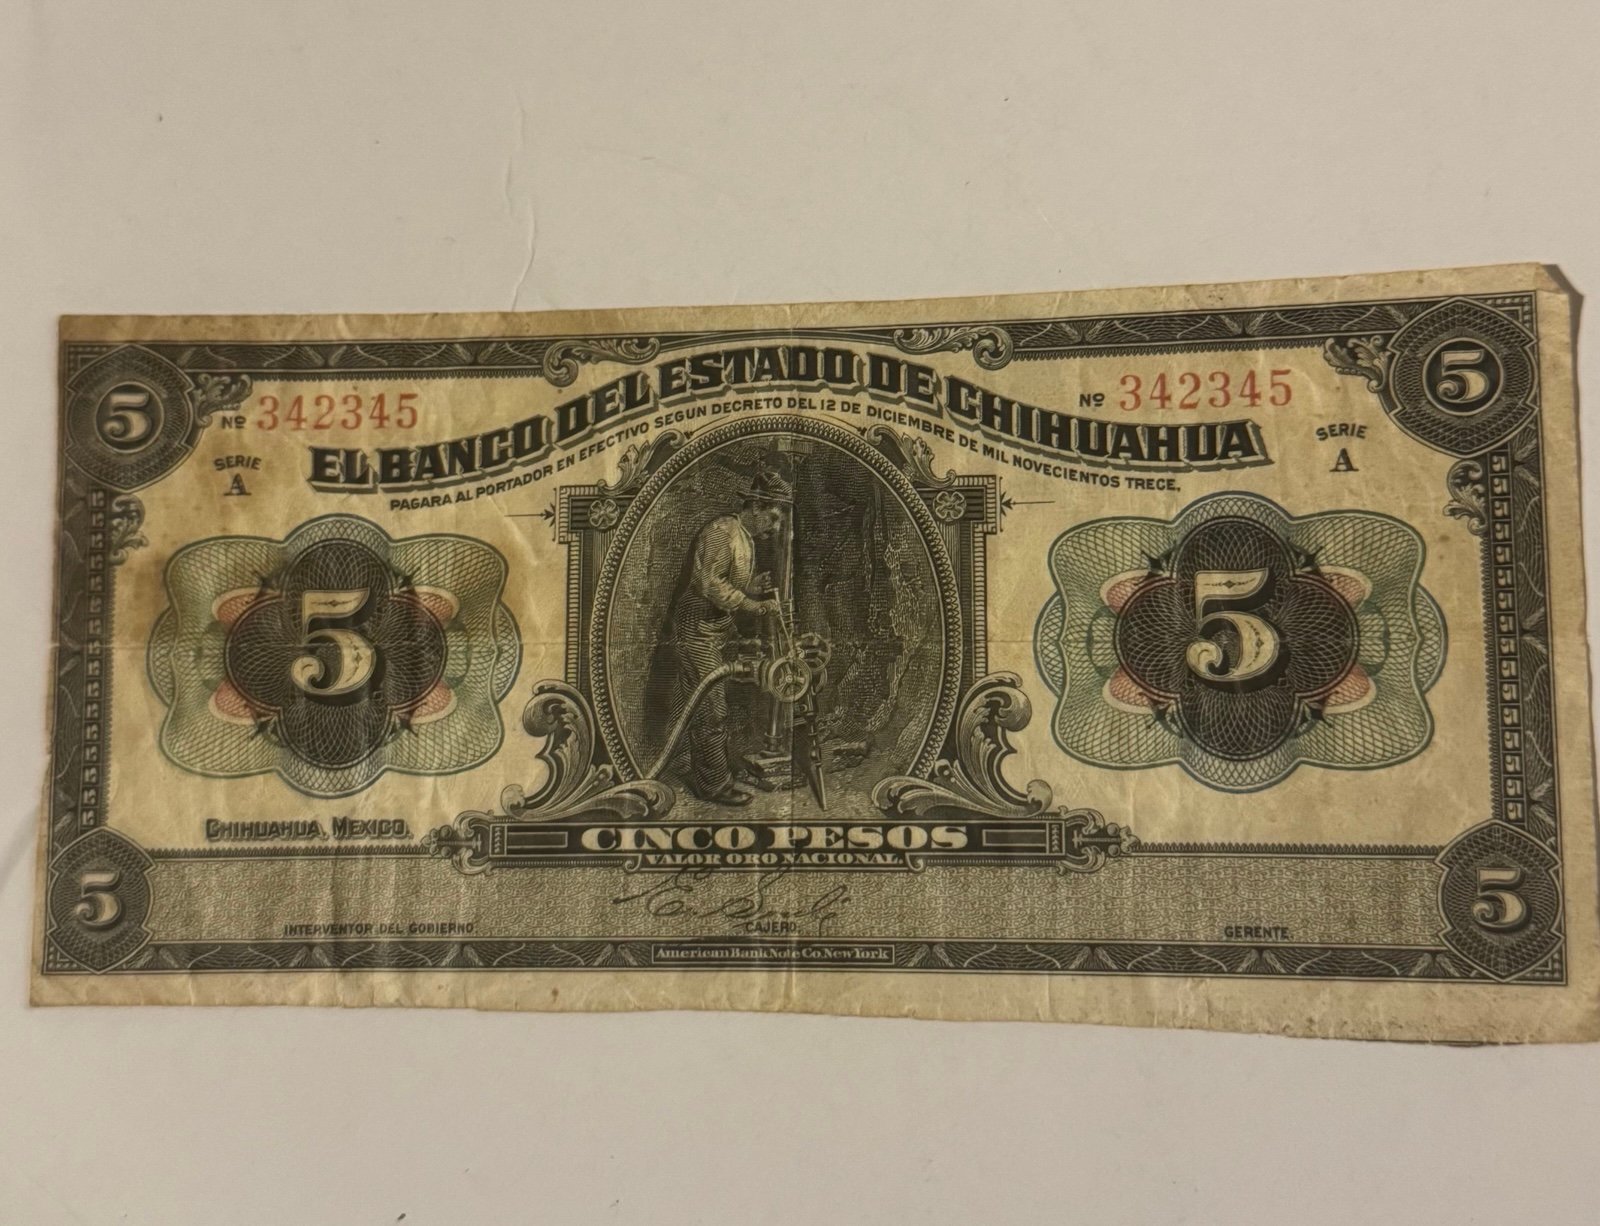 5 5
Nº 342345 Nº 342345
EL BANCO DEL ESTADO DE CHIHUAHUA
SERIE A SERIE A
PAGARA AL PORTADOR EN EFECTIVO SEGUN DECRETO DEL 12 DE DICIEMBRE DE MIL NOVECIENTOS TRECE.
5 5
CHIHUAHUA, MEXICO.
CINCO PESOS
VALOR ORO NACIONAL.
5 5
INTERVENTOR DEL GOBIERNO CAJERO. GERENTE.
American Bank Note Co. New York